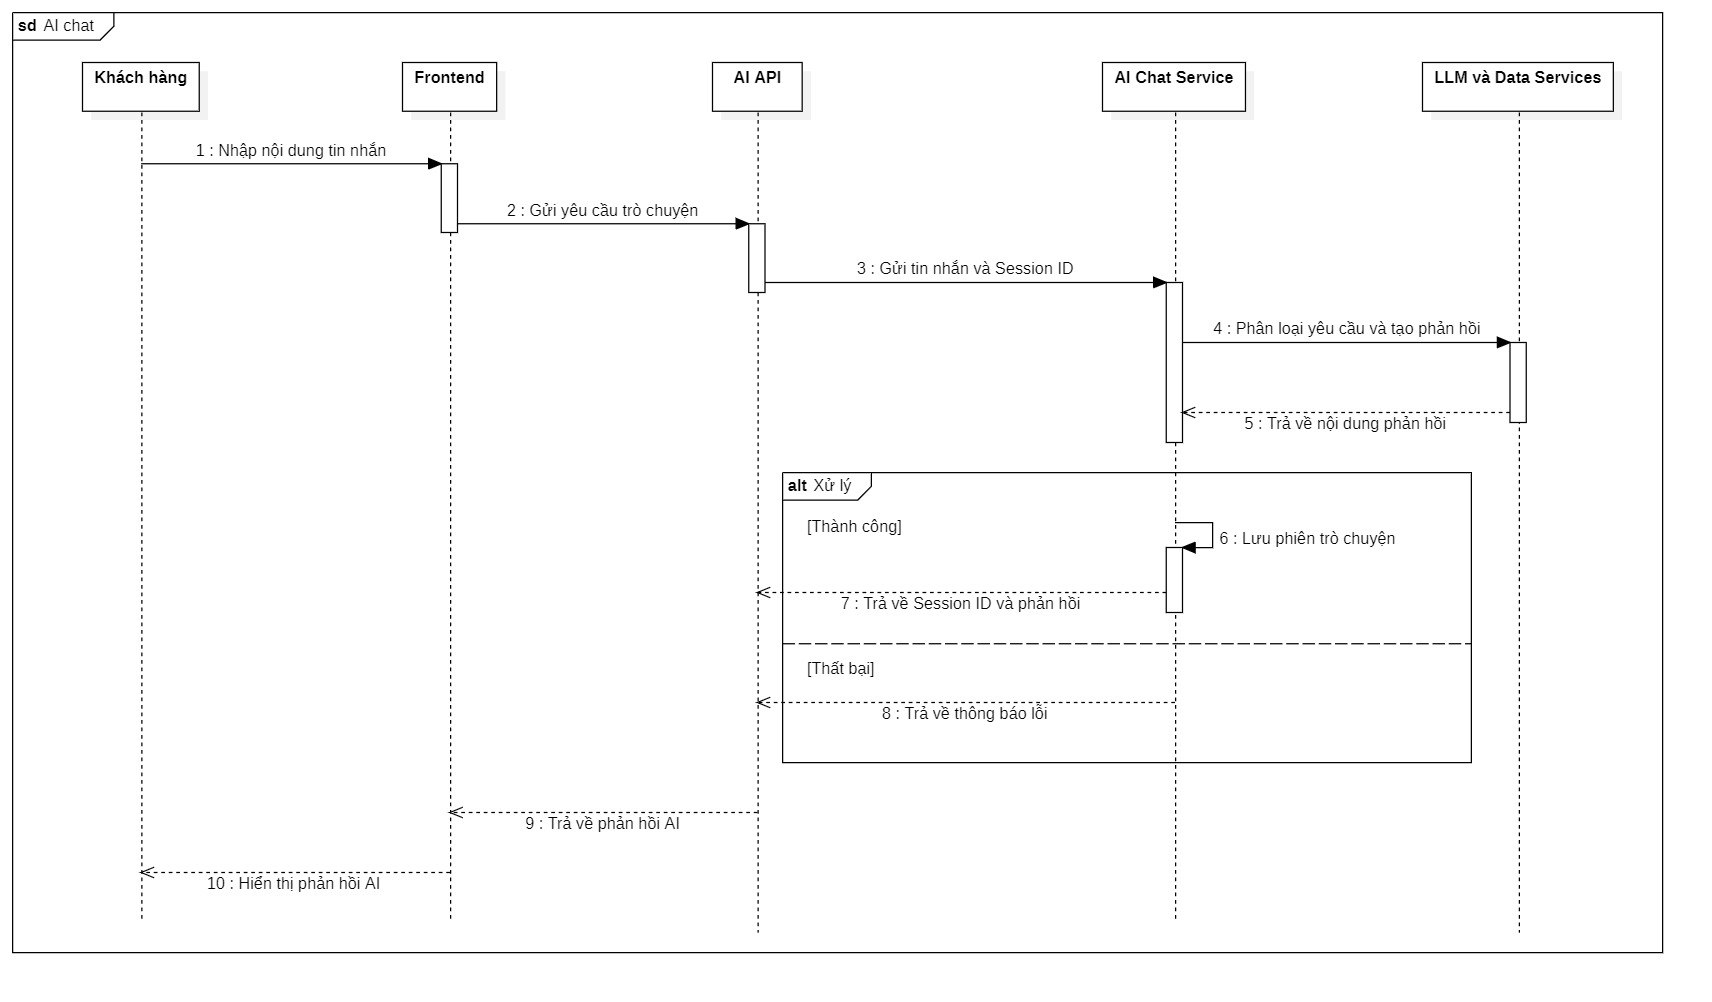 sd AI chat
Khách hàng
Frontend
AI API
AI Chat Service
LLM và Data Services
1 : Nhập nội dung tin nhắn
2 : Gửi yêu cầu trò chuyện
3 : Gửi tin nhắn và Session ID
4 : Phân loại yêu cầu và tạo phản hồi
5 : Trả về nội dung phản hồi
alt Xử lý
[Thành công]
6 : Lưu phiên trò chuyện
7 : Trả về Session ID và phản hồi
[Thất bại]
8 : Trả về thông báo lỗi
9 : Trả về phản hồi AI
10 : Hiển thị phản hồi AI